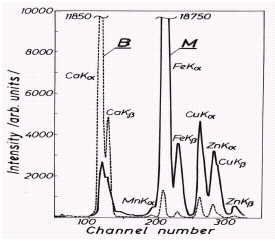 11850
18750
10000
B
M
CaKα
FeKα
8000
6000
CaKβ
CuKα
4000
FeKβ
ZnKα
CuKβ
2000
MnKα
ZnKβ
100
200
300
Intensity /arb. units/
Channel number